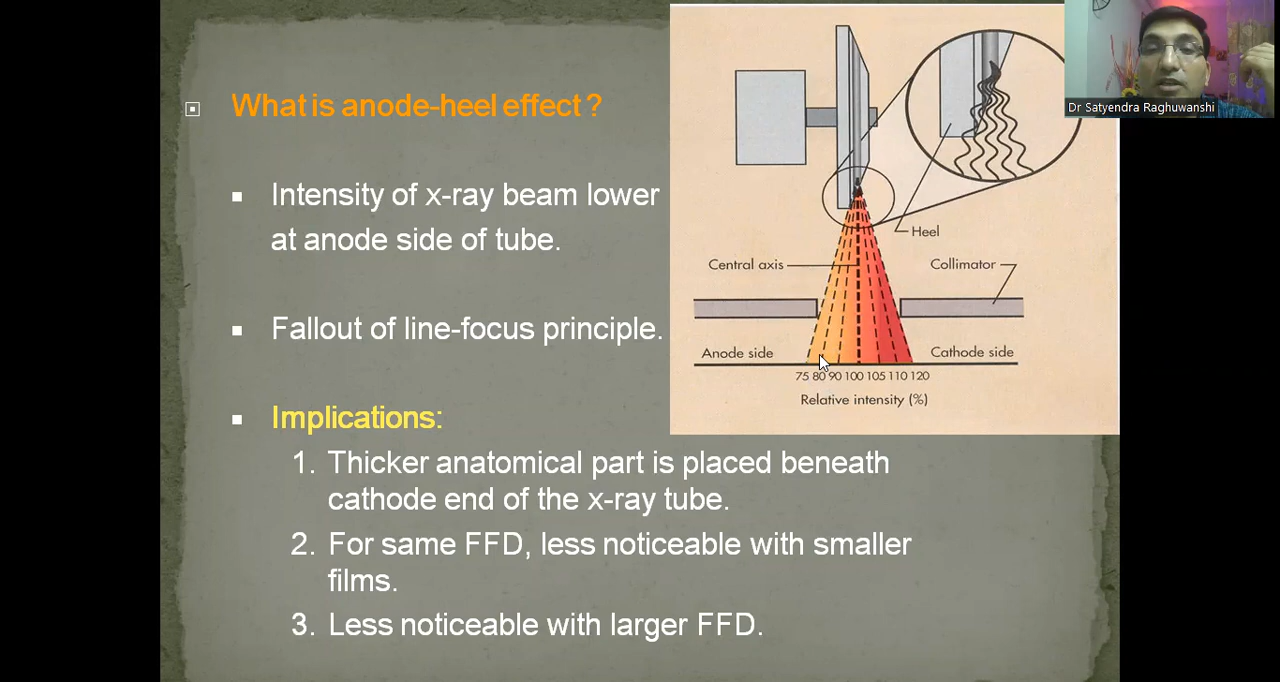 What is anode-heel effect ?
Intensity of x-ray beam lower
at anode side of tube.
Fallout of line-focus principle.
Implications:
1. Thicker anatomical part is placed beneath
cathode end of the x-ray tube.
2. For same FFD, less noticeable with smaller
films.
3. Less noticeable with larger FFD.
Heel
Central axis
Collimator
Anode side
Cathode side
75 80 90 100 105 110 120
Relative intensity (%)
Dr Satyendra Raghuwanshi